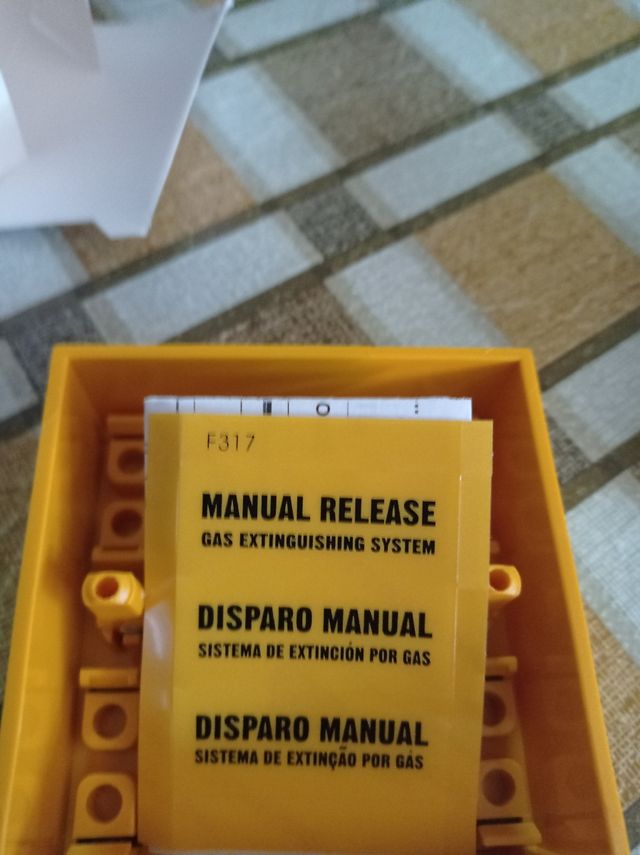 F317
MANUAL RELEASE
GAS EXTINGUISHING SYSTEM
DISPARO MANUAL
SISTEMA DE EXTINCIÓN POR GAS
DISPARO MANUAL
SISTEMA DE EXTINÇÃO POR GÁS